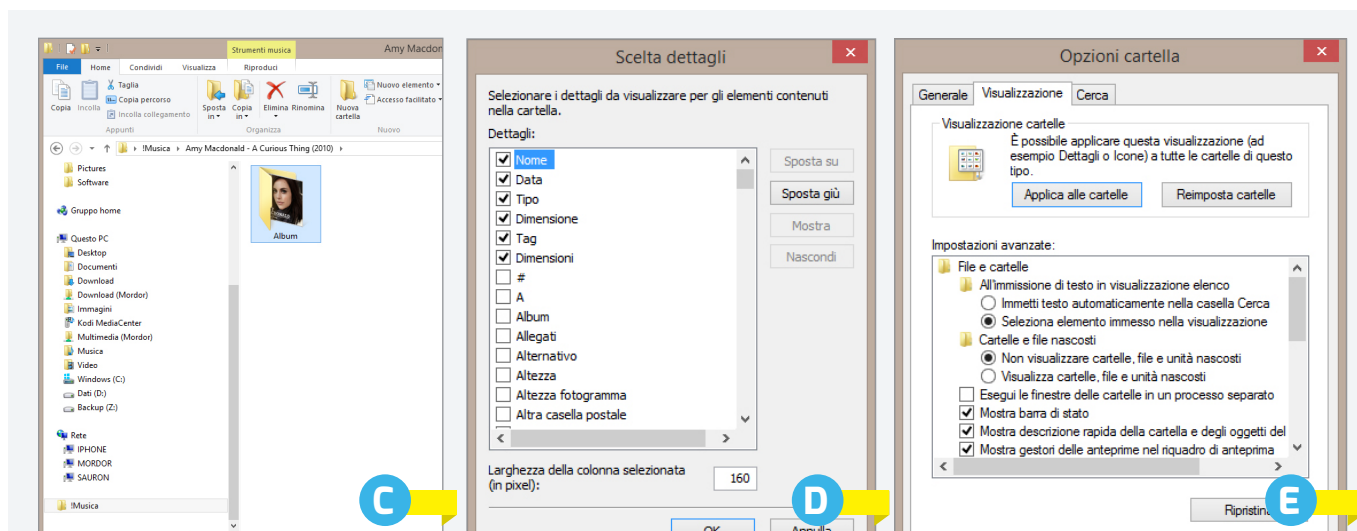 Strumenti musica
Amy Macdon
File Home Condividi Visualizza Riproduci
Copia
Incolla
Taglia
Copia percorso
Incolla collegamento
Appunti
Sposta in
Copia in
Elimina
Rinomina
Organizza
Nuova cartella
Nuovo elemento
Accesso facilitato
Nuovo
!Musica
Amy Macdonald - A Curious Thing (2010)
Pictures
Software
Gruppo home
Questo PC
Desktop
Documenti
Download
Download (Mordor)
Immagini
Kodi MediaCenter
Multimedia (Mordor)
Musica
Video
Windows (C:)
Dati (D:)
Backup (Z:)
Rete
IPHONE
MORDOR
SAURON
!Musica
Album
C
Scelta dettagli
Selezionare i dettagli da visualizzare per gli elementi contenuti
nella cartella.
Dettagli:
Nome
Data
Tipo
Dimensione
Tag
Dimensioni
#
A
Album
Allegati
Alternativo
Altezza
Altezza fotogramma
Altra casella postale
Sposta su
Sposta giù
Mostra
Nascondi
Larghezza della colonna selezionata
(in pixel):
160
OK
Annulla
D
Opzioni cartella
Generale Visualizzazione Cerca
Visualizzazione cartelle
È possibile applicare questa visualizzazione (ad
esempio Dettagli o Icone) a tutte le cartelle di questo
tipo.
Applica alle cartelle
Reimposta cartelle
Impostazioni avanzate:
File e cartelle
All'immissione di testo in visualizzazione elenco
Immetti testo automaticamente nella casella Cerca
Seleziona elemento immesso nella visualizzazione
Cartelle e file nascosti
Non visualizzare cartelle, file e unità nascosti
Visualizza cartelle, file e unità nascosti
Esegui le finestre delle cartelle in un processo separato
Mostra barra di stato
Mostra descrizione rapida della cartella e degli oggetti del
Mostra gestori delle anteprime nel riquadro di anteprima
Ripristin
E